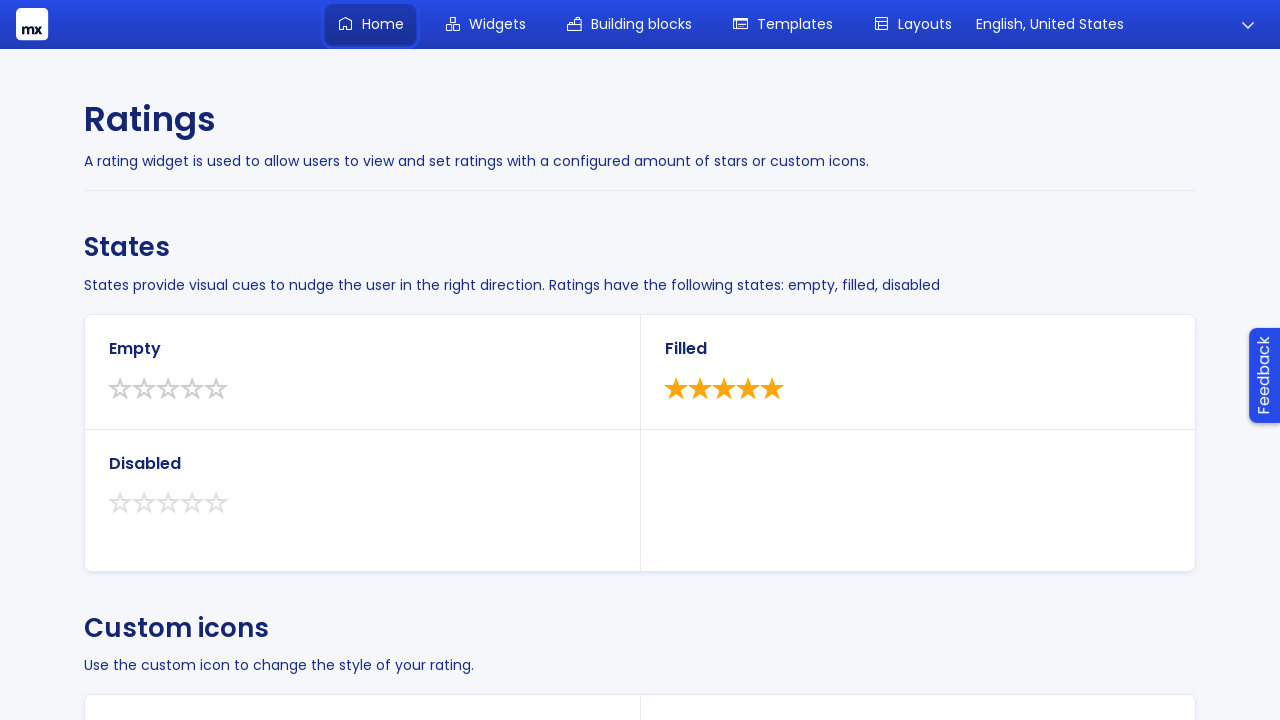 mx
Home
Widgets
Building blocks
Templates
Layouts
English, United States
Ratings
A rating widget is used to allow users to view and set ratings with a configured amount of stars or custom icons.
States
States provide visual cues to nudge the user in the right direction. Ratings have the following states: empty, filled, disabled
Empty
Filled
Disabled
Feedback
Custom icons
Use the custom icon to change the style of your rating.